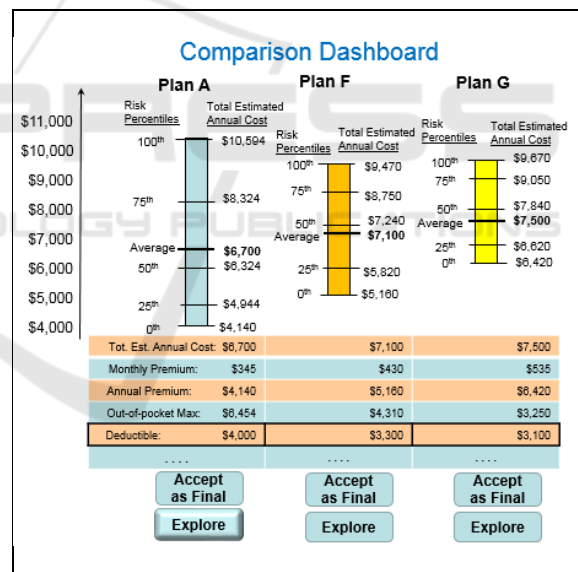 Comparison Dashboard
Plan A
Plan F
Plan G
$11,000
$10,000
$9,000
$8,000
$7,000
$6,000
$5,000
$4,000
Risk Percentiles
Total Estimated Annual Cost
100th $10,594
75th $8,324
Average $6,700
50th $6,324
25th $4,944
0th $4,140
Risk Percentiles
Total Estimated Annual Cost
100th $9,470
75th $8,750
50th $7,240
Average $7,100
25th $5,820
0th $5,160
Risk Percentiles
Total Estimated Annual Cost
100th $9,670
75th $9,050
50th $7,840
Average $7,500
25th $6,620
0th $6,420
Tot. Est. Annual Cost: $6,700 $7,100 $7,500
Monthly Premium: $345 $430 $535
Annual Premium: $4,140 $5,160 $6,420
Out-of-pocket Max: $6,454 $4,310 $3,250
Deductible: $4,000 $3,300 $3,100
. . . . . . . . . . . .
Accept as Final
Accept as Final
Accept as Final
Explore
Explore
Explore